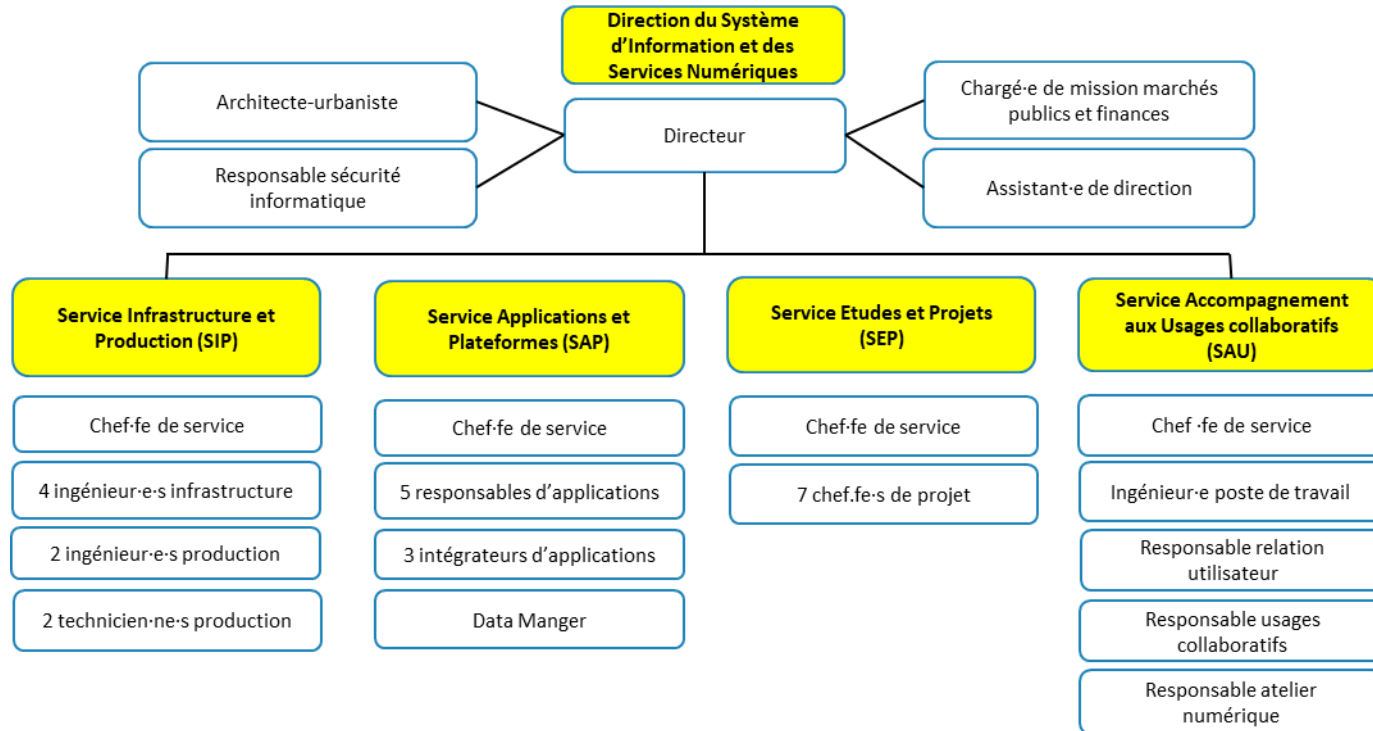 Direction du Système
d'Information et des
Services Numériques
Architecte-urbaniste
Responsable sécurité
informatique
Directeur
Chargé·e de mission marchés
publics et finances
Assistant·e de direction
Service Infrastructure et
Production (SIP)
Chef·fe de service
4 ingénieur·e·s infrastructure
2 ingénieur·e·s production
2 technicien·ne·s production
Service Applications et
Plateformes (SAP)
Chef·fe de service
5 responsables d'applications
3 intégrateurs d'applications
Data Manger
Service Etudes et Projets
(SEP)
Chef·fe de service
7 chef.fe·s de projet
Service Accompagnement
aux Usages collaboratifs
(SAU)
Chef ·fe de service
Ingénieur·e poste de travail
Responsable relation
utilisateur
Responsable usages
collaboratifs
Responsable atelier
numérique